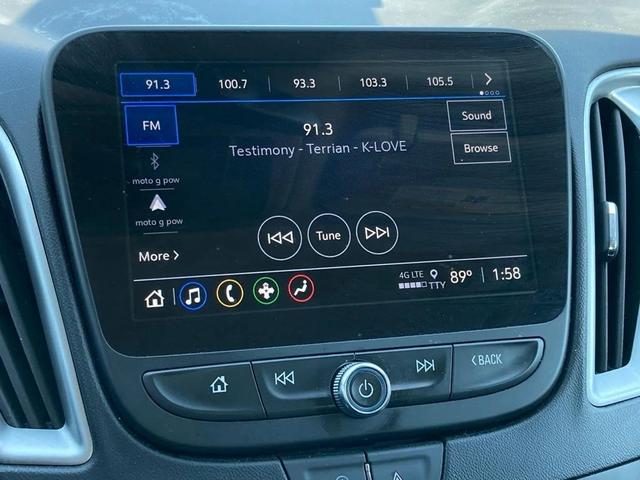 91.3 100.7 93.3 103.3 105.5
FM
91.3
Sound
Testimony - Terrian - K-LOVE
Browse
moto g pow
moto g pow
Tune
More
4G LTE
TTY
89° 1:58
BACK